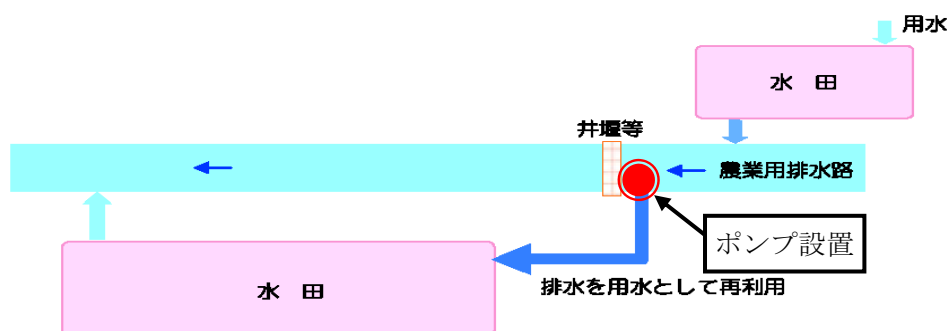 用水
水 田
井堰等
農業用排水路
ポンプ設置
排水を用水として再利用
水 田